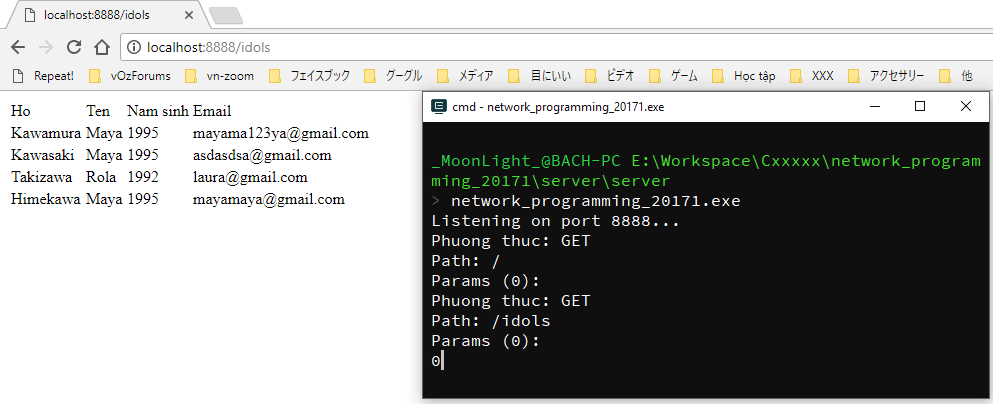 localhost:8888/idols
localhost:8888/idols
Repeat! vOzForums vn-zoom フェイスブック グーグル メディア 目にいい ビデオ ゲーム Học tập XXX アクセサリー 他
Ho Ten Nam sinh Email
Kawamura Maya 1995 mayama123ya@gmail.com
Kawasaki Maya 1995 asdasdsa@gmail.com
Takizawa Rola 1992 laura@gmail.com
Himekawa Maya 1995 mayamaya@gmail.com
cmd - network_programming_20171.exe
_MoonLight_@BACH-PC E:\Workspace\Cxxxxx\network_program
ming_20171\server\server
> network_programming_20171.exe
Listening on port 8888...
Phuong thuc: GET
Path: /
Params (0):
Phuong thuc: GET
Path: /idols
Params (0):
0